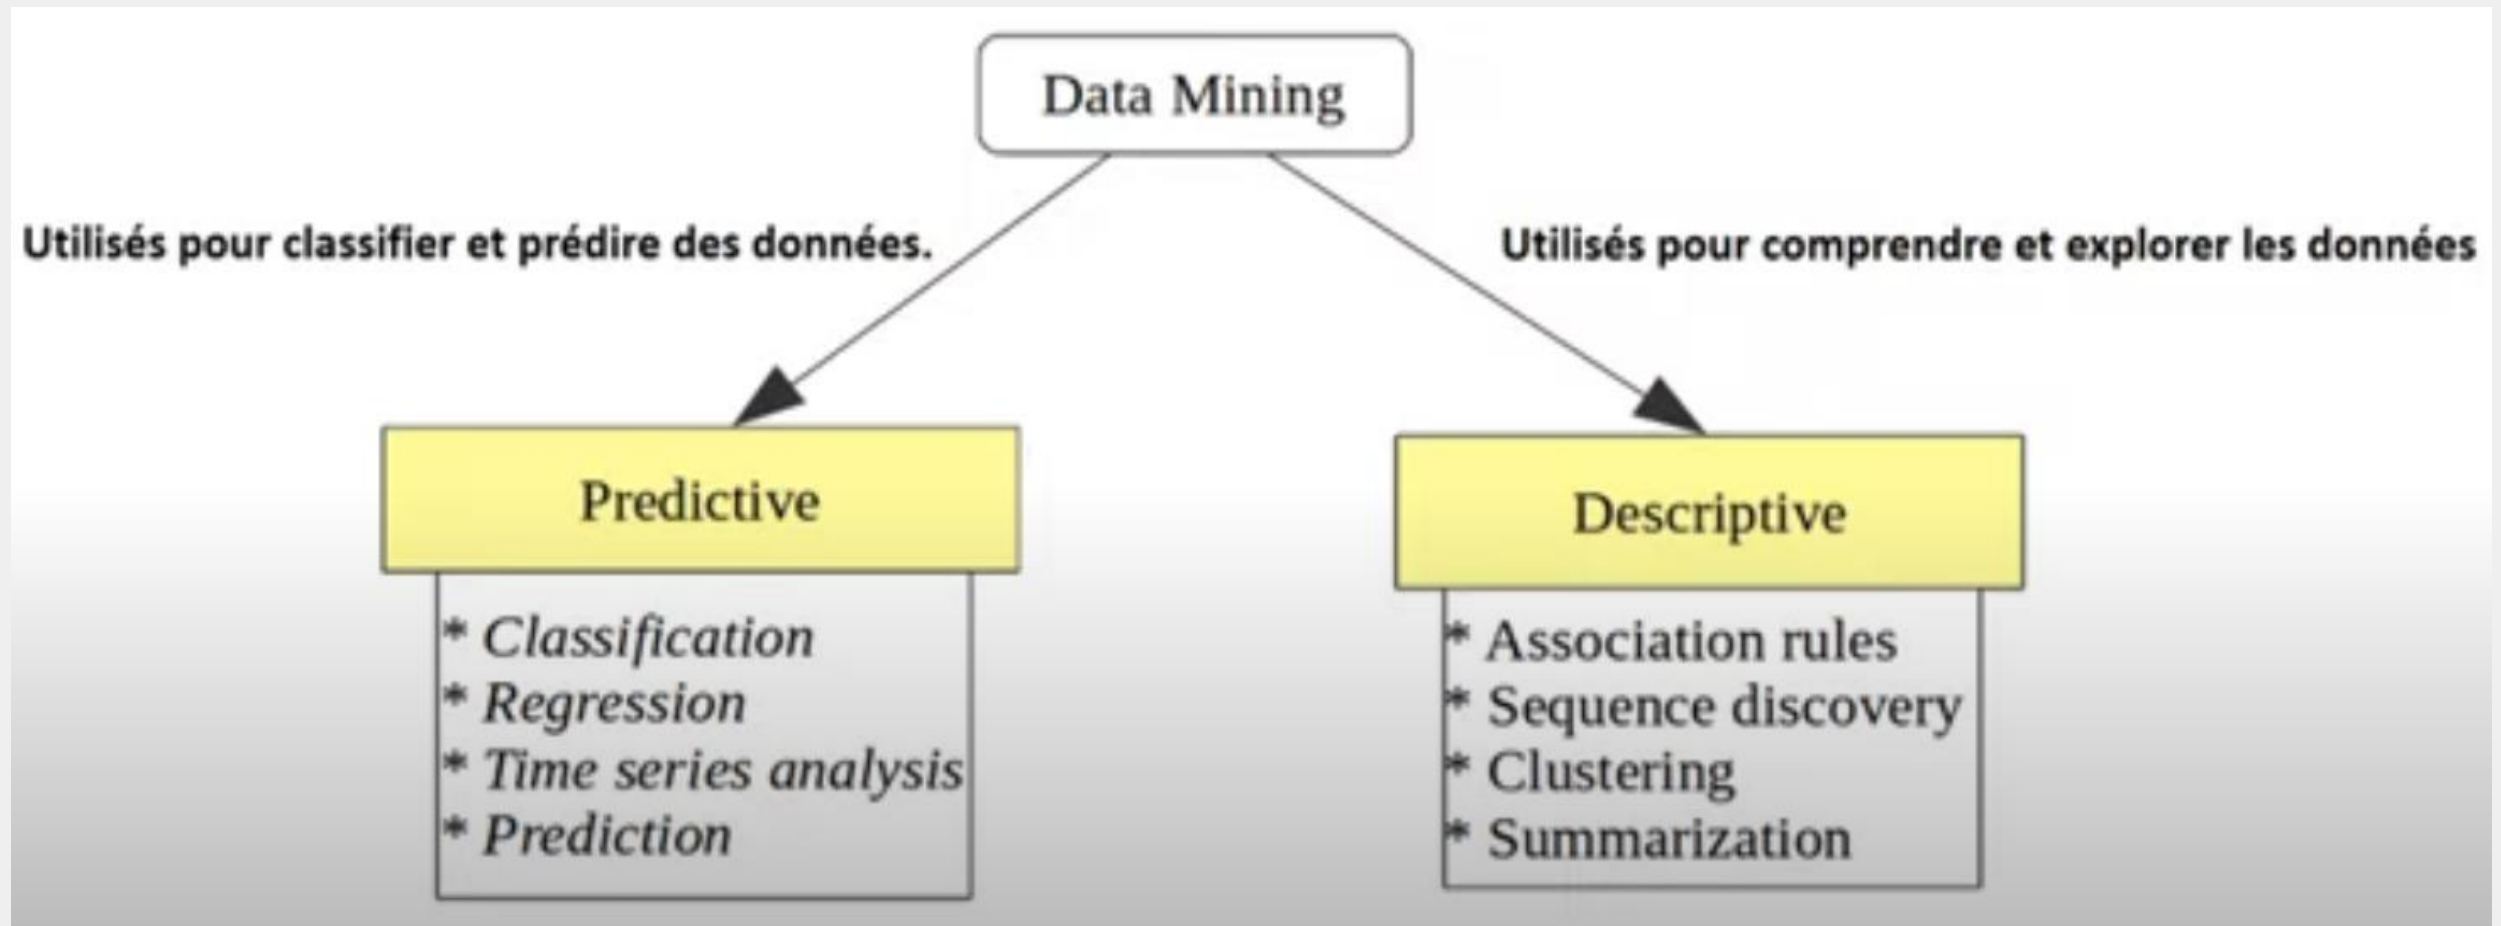 Data Mining
Utilisés pour classifier et prédire des données.
Utilisés pour comprendre et explorer les données
Predictive
* Classification
* Regression
* Time series analysis
* Prediction
Descriptive
* Association rules
* Sequence discovery
* Clustering
* Summarization